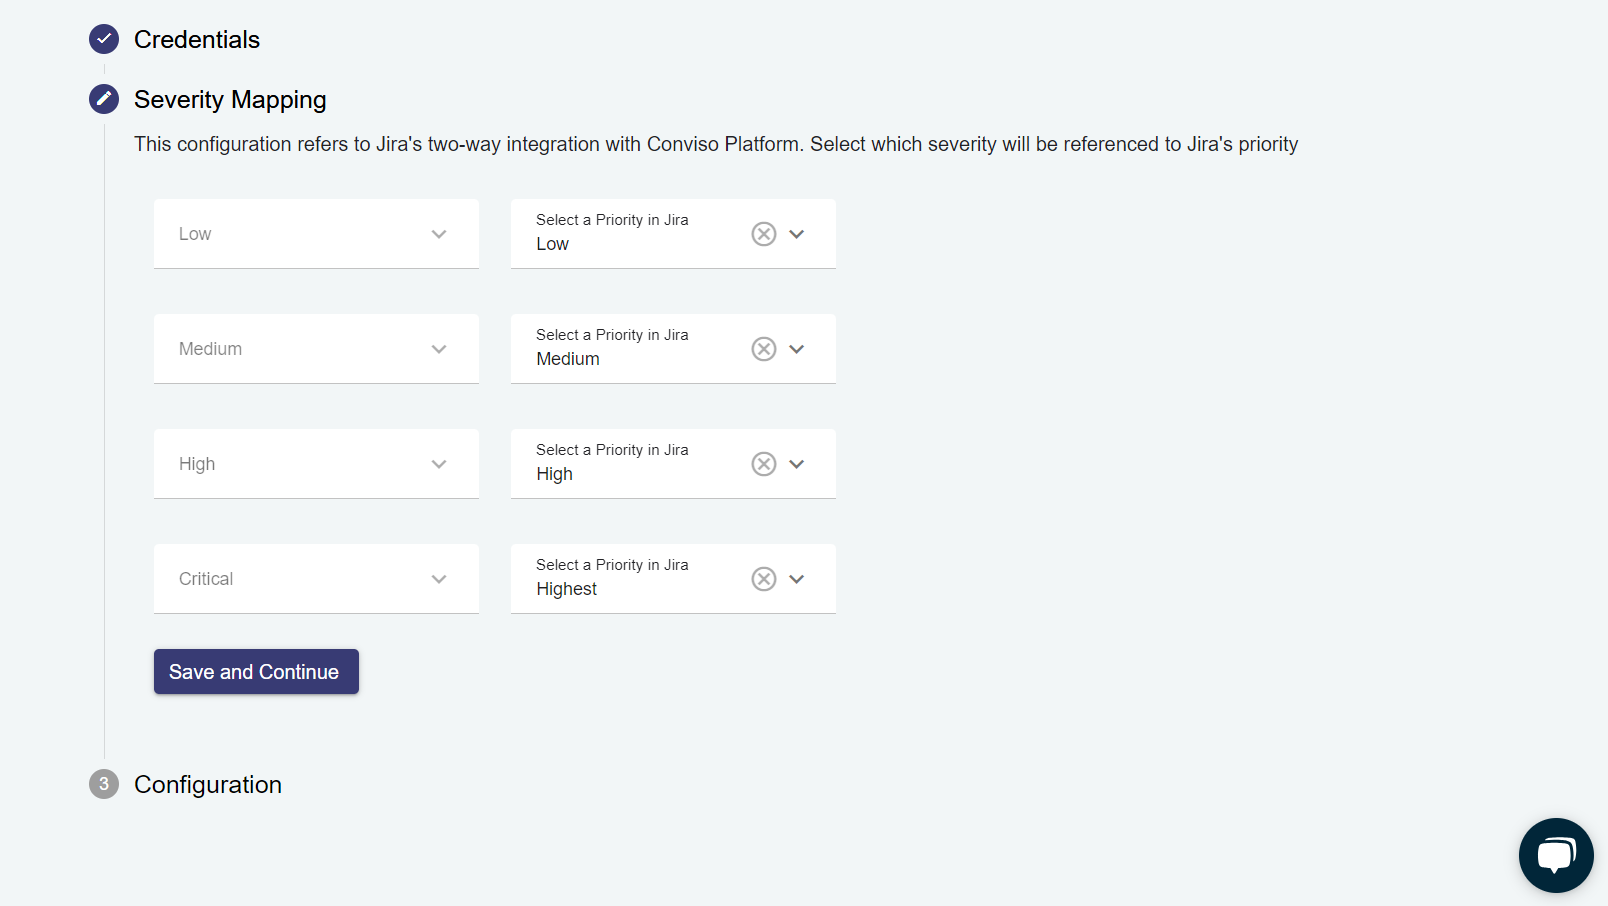 Credentials
Severity Mapping
This configuration refers to Jira's two-way integration with Conviso Platform. Select which severity will be referenced to Jira's priority
Low
Select a Priority in Jira
Low
Medium
Select a Priority in Jira
Medium
High
Select a Priority in Jira
High
Critical
Select a Priority in Jira
Highest
Save and Continue
3 Configuration